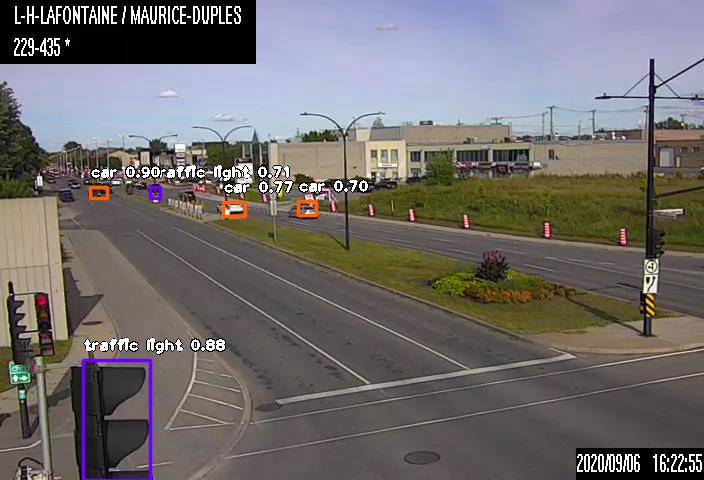 L-H-LAFONTAINE / MAURICE-DUPLES
229-435 *
car 0.90
raffic light 0.71
car 0.77
car 0.70
traffic light 0.88
2020/09/06 16:22:55